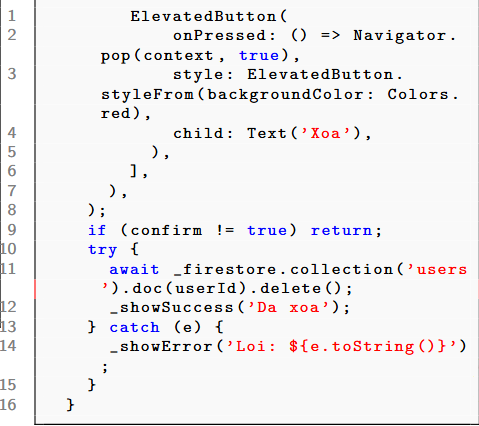 1 ElevatedButton(
2 onPressed: () => Navigator.
pop(context, true),
3 style: ElevatedButton.
styleFrom(backgroundColor: Colors.
red),
4 child: Text('Xoa'),
5 ),
6 ],
7 ),
8 );
9 if (confirm != true) return;
10 try {
11 await _firestore.collection('users
').doc(userId).delete();
12 _showSuccess('Da xoa');
13 } catch (e) {
14 _showError('Loi: ${e.toString()}')
;
15 }
16 }